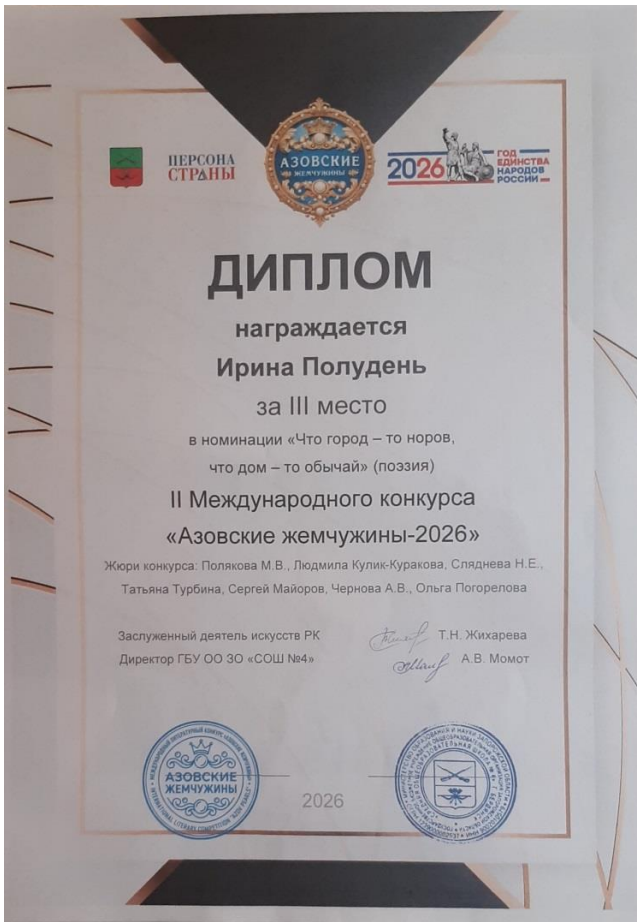 ПЕРСОНА
СТРАНЫ
АЗОВСКИЕ
ЖЕМЧУЖИНЫ
2026
ГОД
ЕДИНСТВА
НАРОДОВ
РОССИИ
ДИПЛОМ
награждается
Ирина Полудень
за III место
в номинации «Что город – то норов,
что дом – то обычай» (поэзия)
II Международного конкурса
«Азовские жемчужины-2026»
Жюри конкурса: Полякова М.В., Людмила Кулик-Куракова, Сляднева Н.Е.,
Татьяна Турбина, Сергей Майоров, Чернова А.В., Ольга Погорелова
Заслуженный деятель искусств РК
Т.Н. Жихарева
Директор ГБУ ОО ЗО «СОШ №4»
А.В. Момот
АЗОВСКИЕ
ЖЕМЧУЖИНЫ
2026